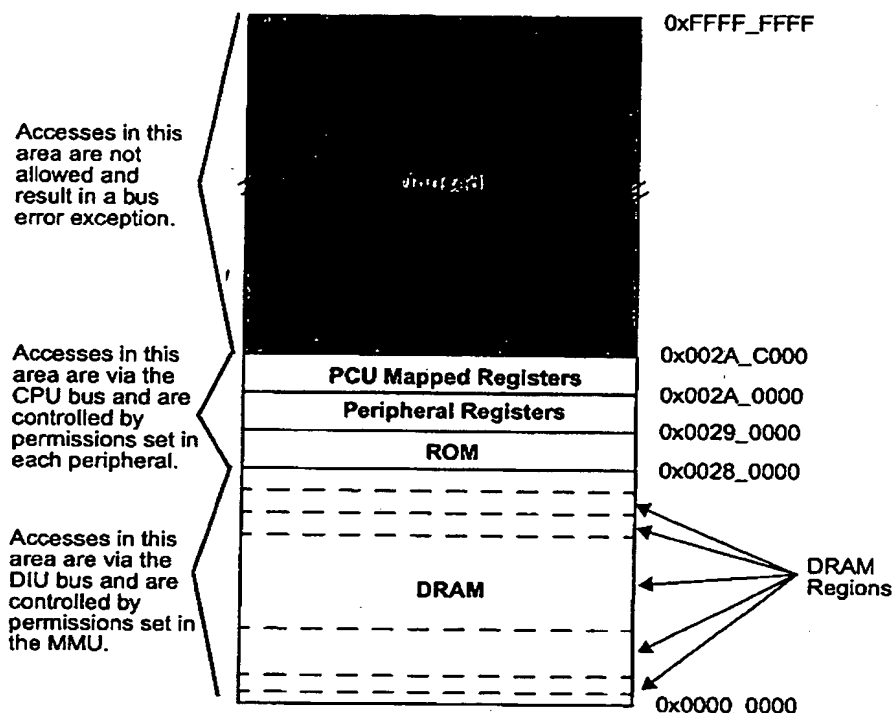 0xFFFF_FFFF
Accesses in this
area are not
allowed and
result in a bus
error exception.
0x002A_C000
Accesses in this
area are via the
CPU bus and are
controlled by
permissions set in
each peripheral.
PCU Mapped Registers
0x002A_0000
Peripheral Registers
0x0029_0000
ROM
0x0028_0000
Accesses in this
area are via the
DIU bus and are
controlled by
permissions set in
the MMU.
DRAM
DRAM
Regions
0x0000_0000